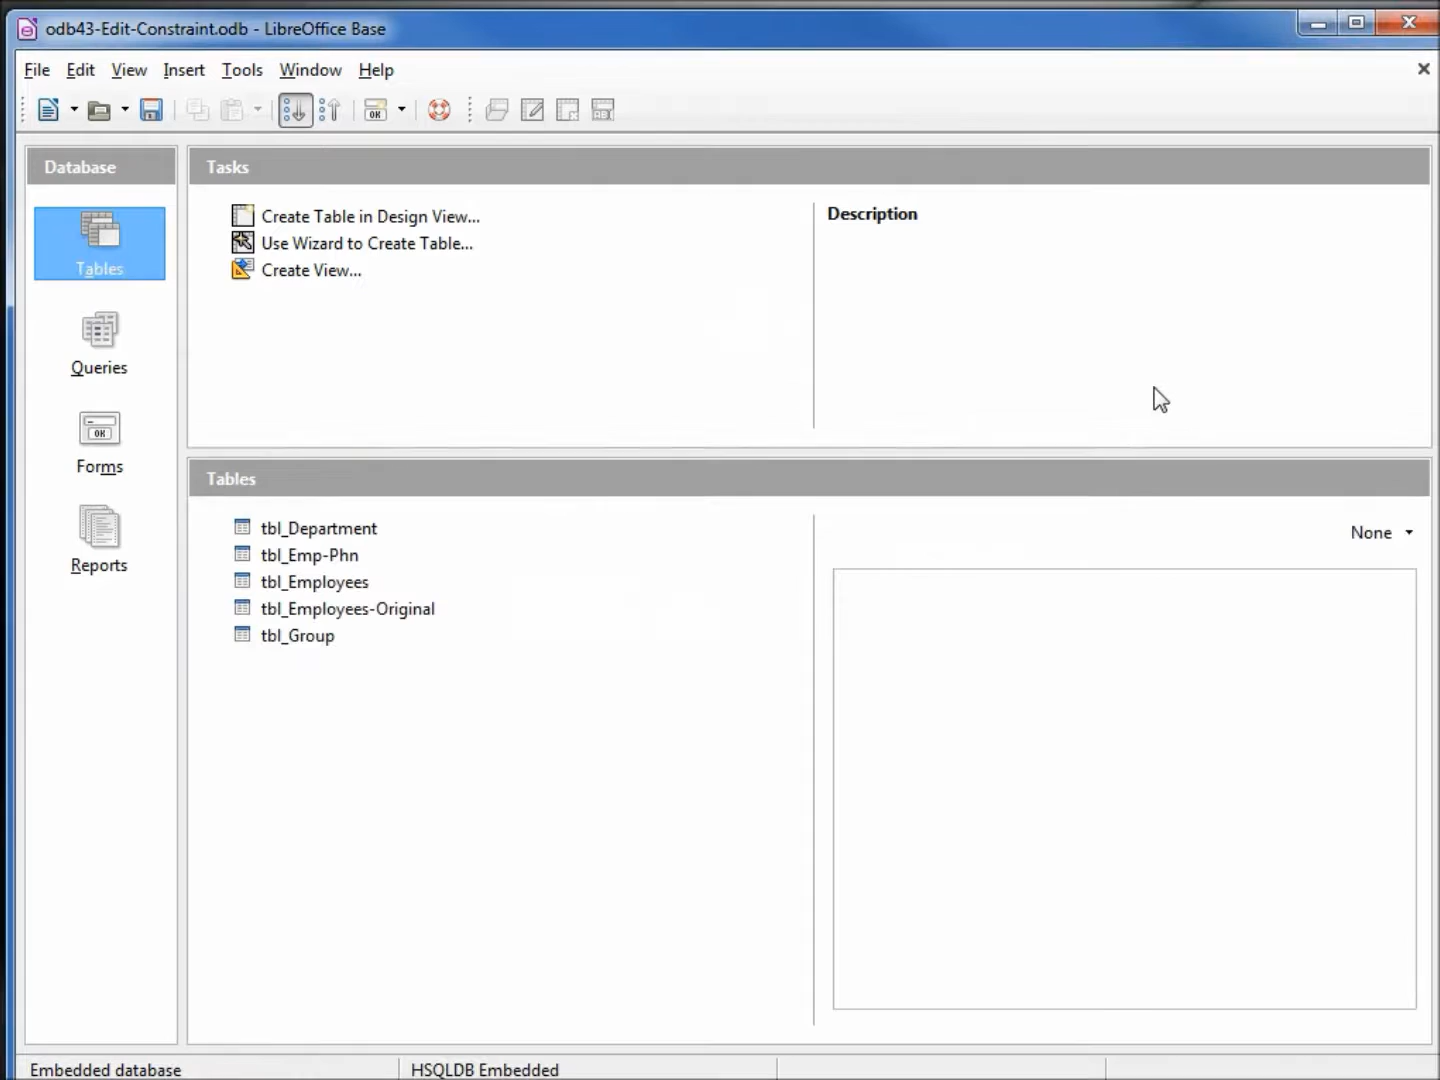 odb43-Edit-Constraint.odb - LibreOffice Base
File Edit View Insert Tools Window Help
Database
Tasks
Tables
Queries
Forms
Reports
Create Table in Design View...
Use Wizard to Create Table...
Create View...
Description
Tables
tbl_Department
tbl_Emp-Phn
tbl_Employees
tbl_Employees-Original
tbl_Group
None
Embedded database
HSQLDB Embedded